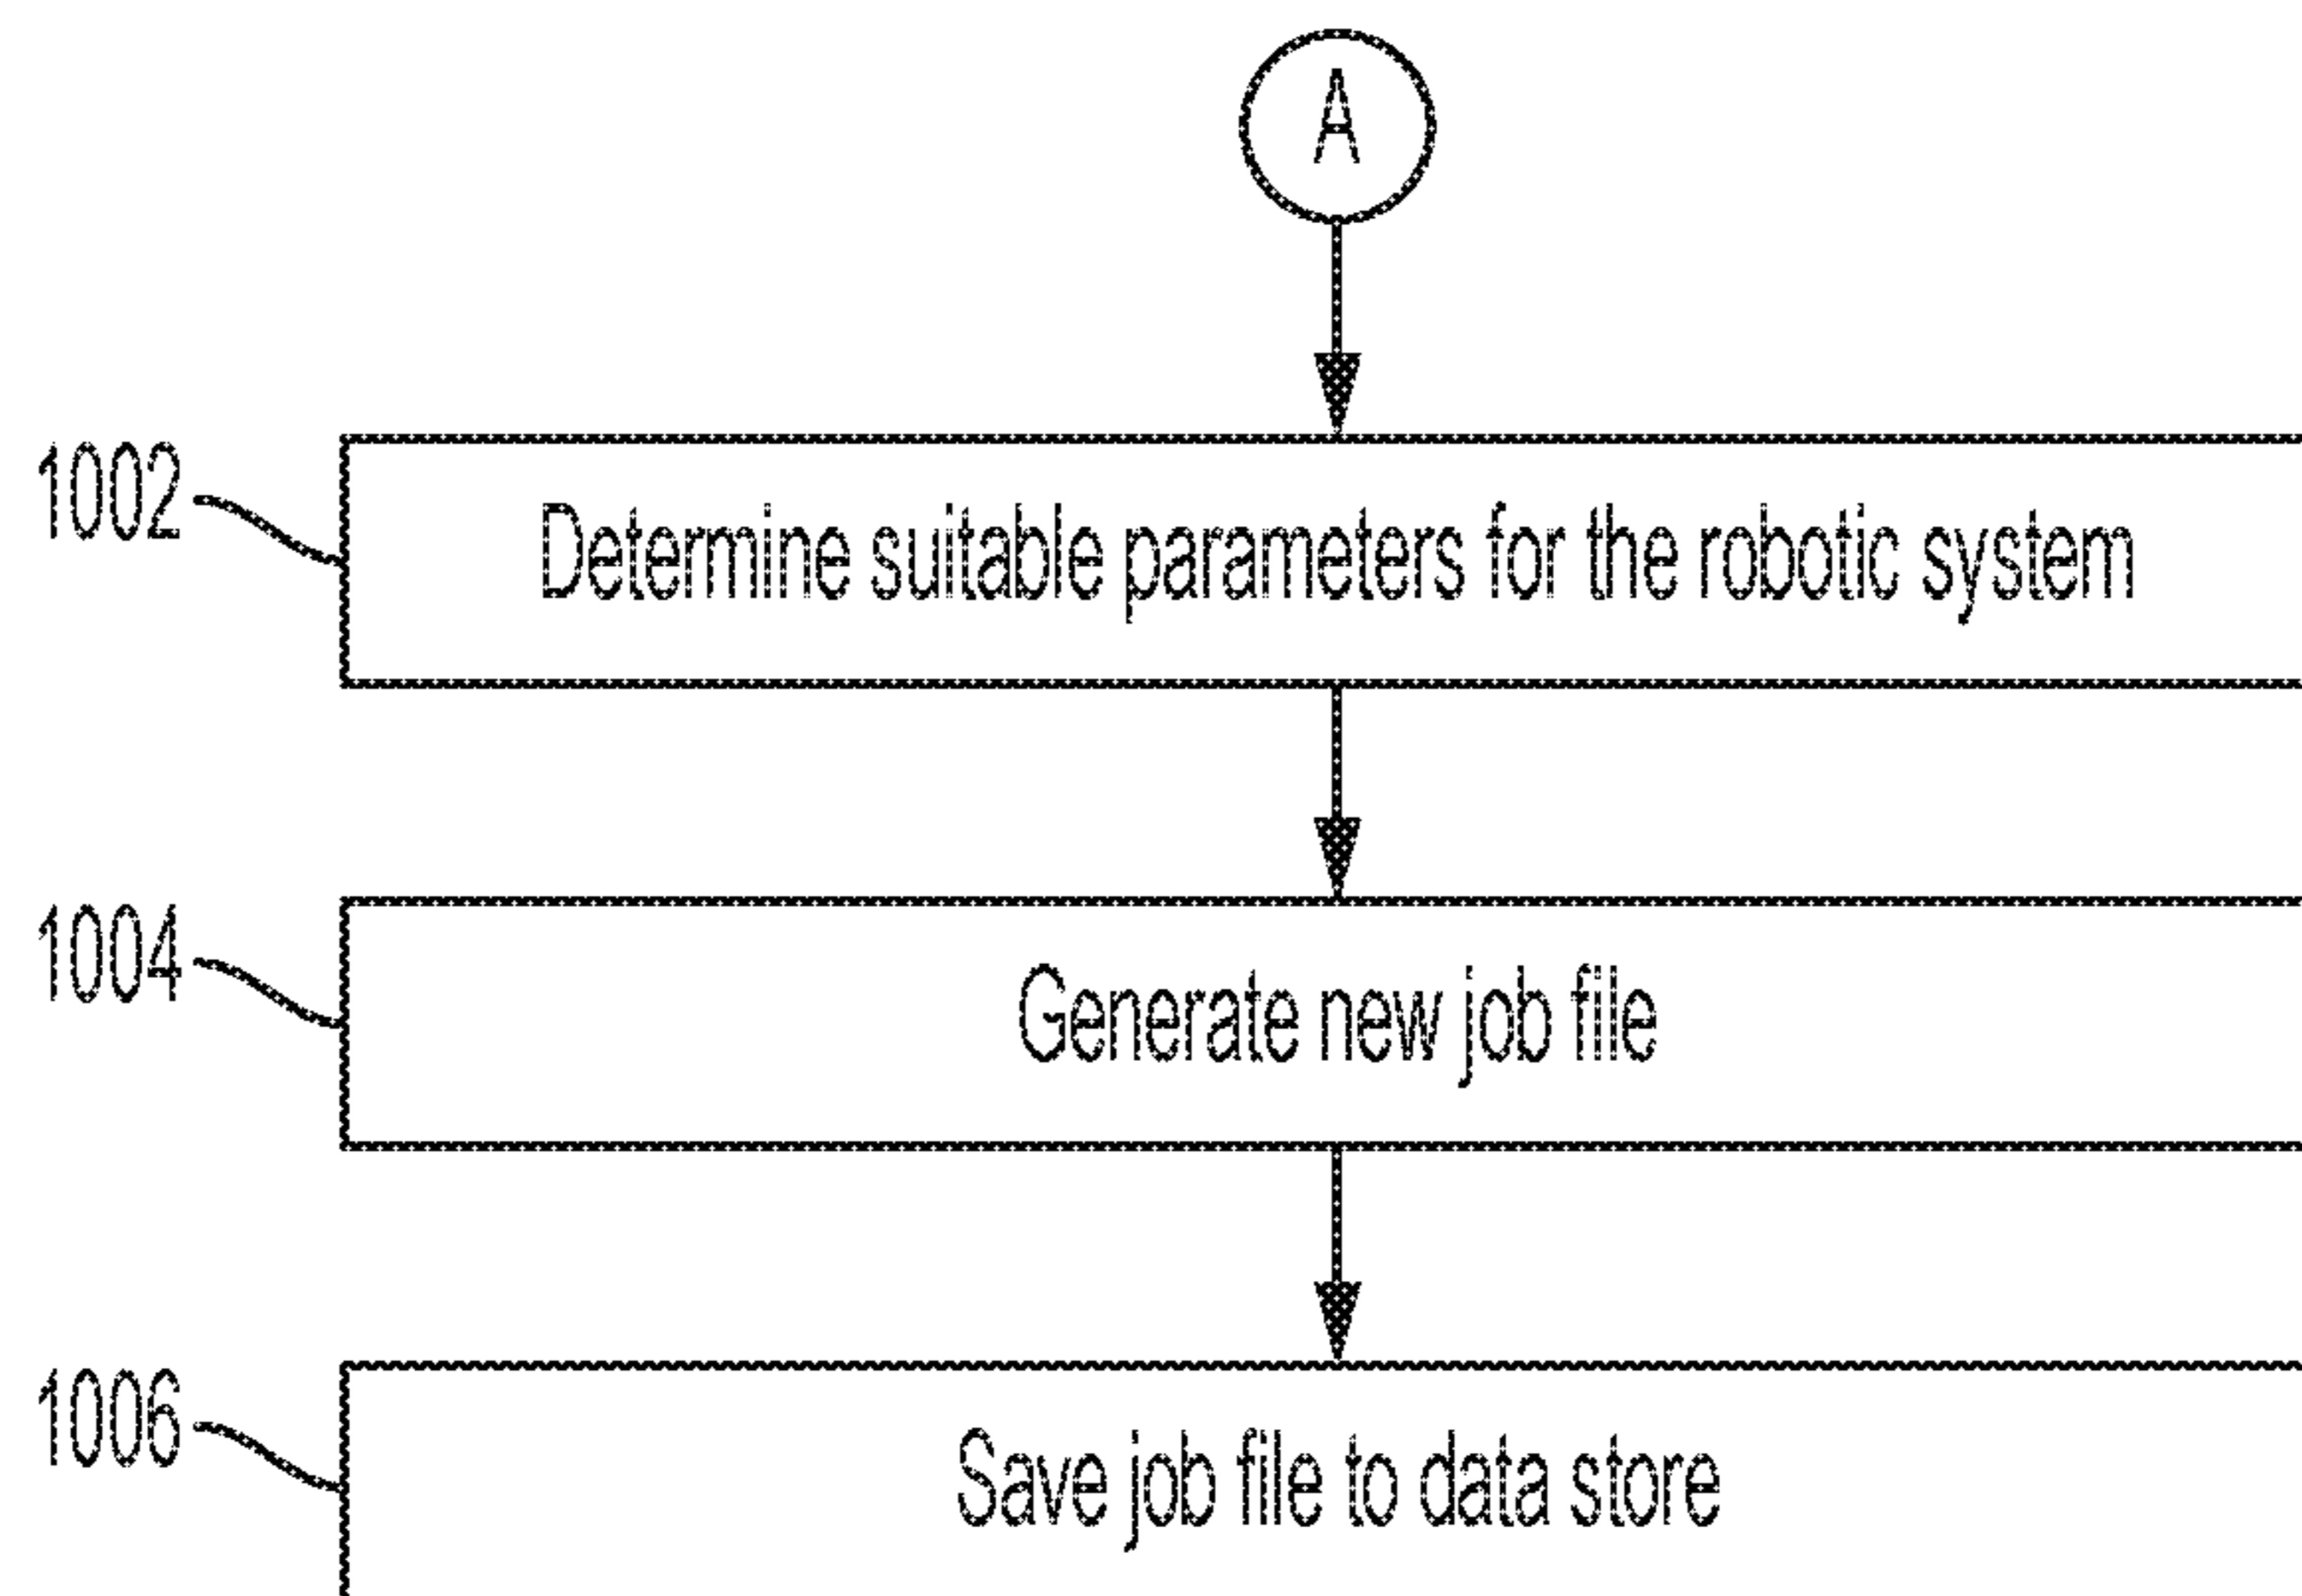 A
1002
Determine suitable parameters for the robotic system
1004
Generate new job file
1006
Save job file to data store